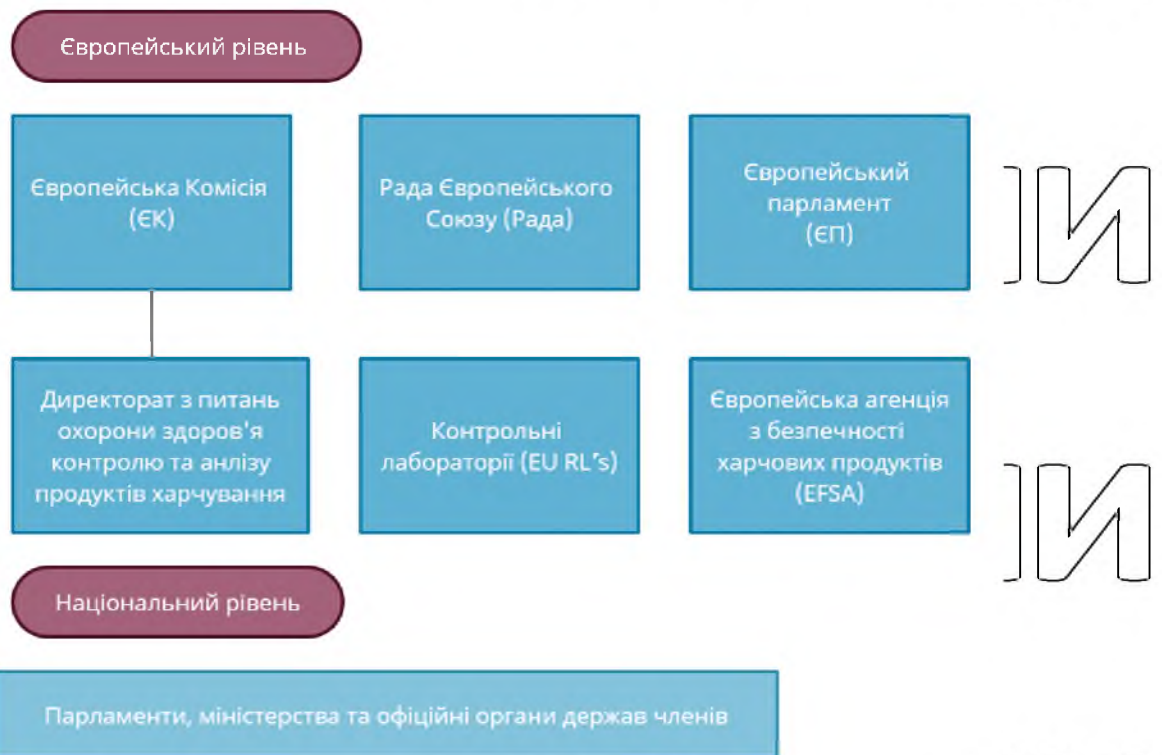 Європейський рівень
Європейська Комісія
(ЄК)
Рада Європейського
Союзу (Рада)
Європейський
парламент
(ЄП)
И
Директорат з питань
охорони здоров'я
контролю та анлізу
продуктів харчування
Контрольні
лабораторії (EU RL's)
Європейська агенція
з безпечності
харчових продуктів
(EFSA)
И
Національний рівень
Парламенти, міністерства та офіційні органи держав членів